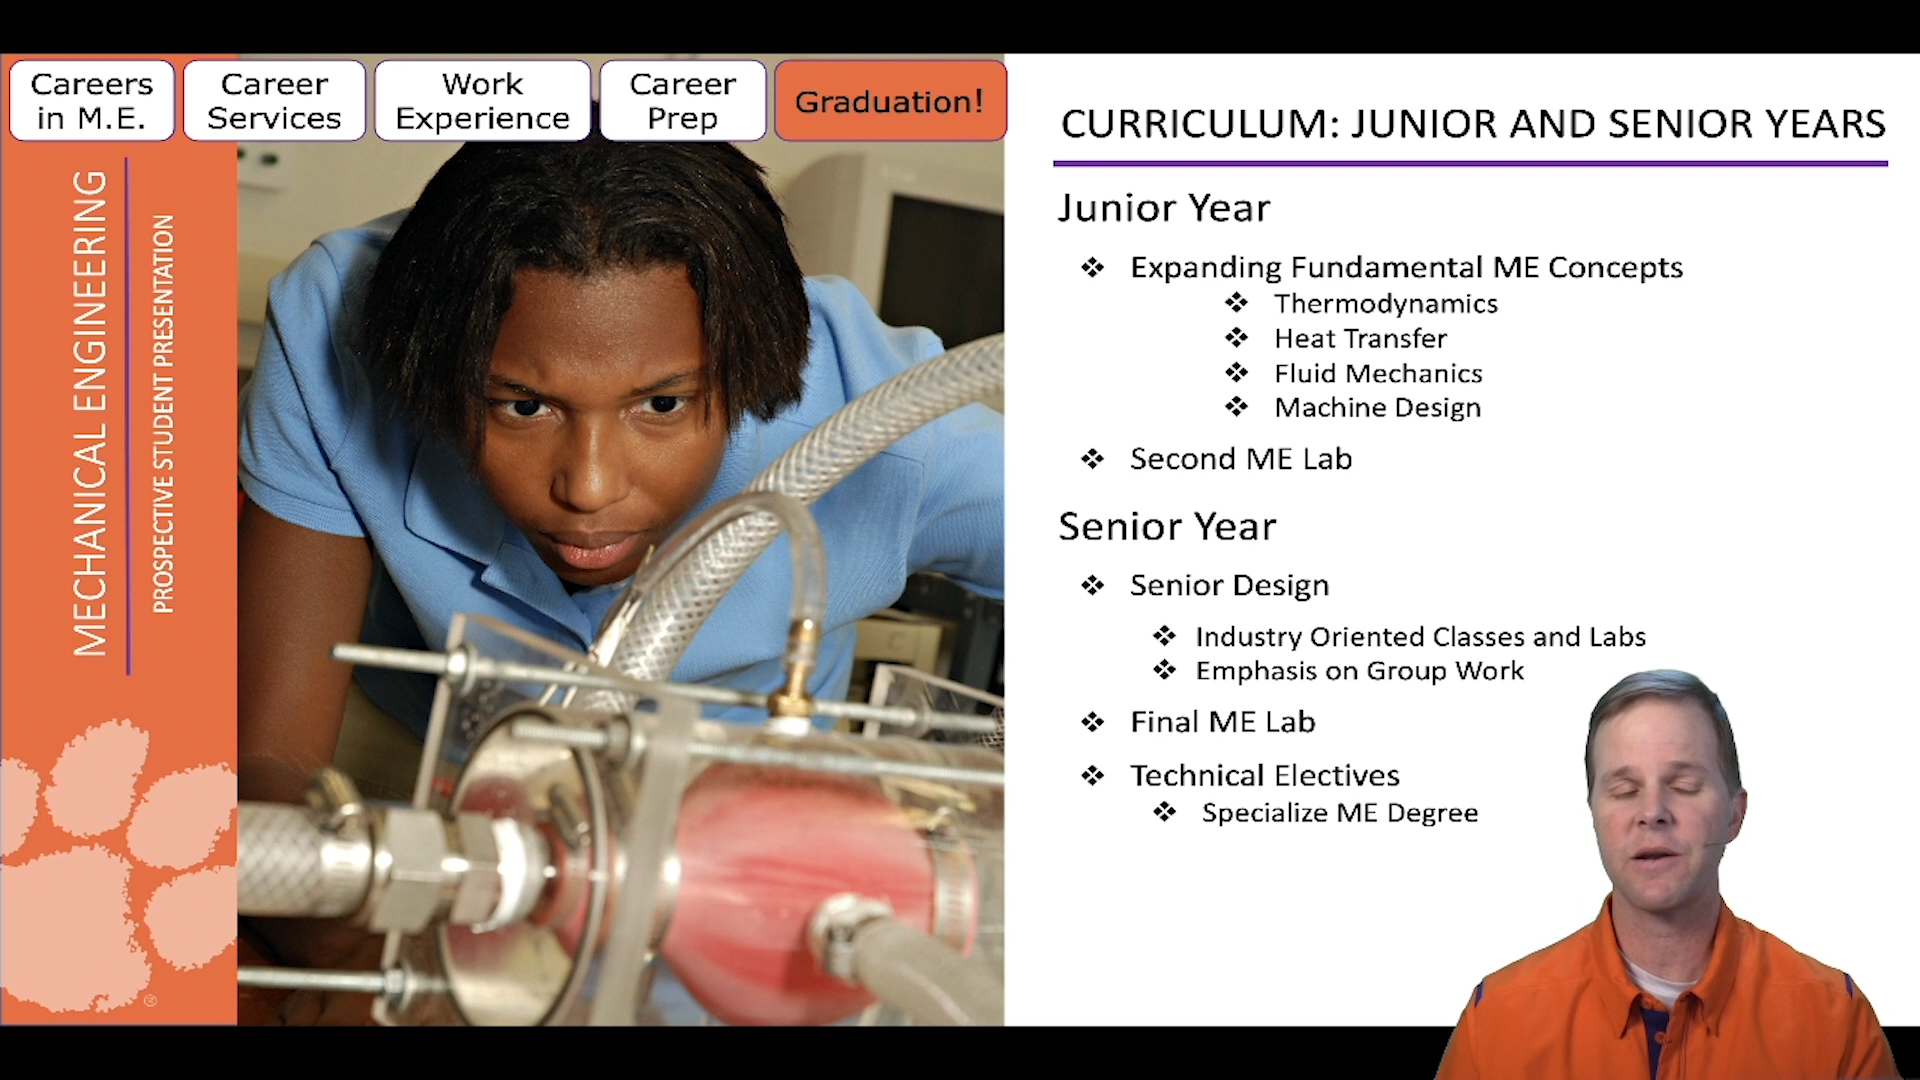 Careers
in M.E.
Career
Services
Work
Experience
Career
Prep
Graduation!
MECHANICAL ENGINEERING
PROSPECTIVE STUDENT PRESENTATION
®
CURRICULUM: JUNIOR AND SENIOR YEARS
Junior Year
❖ Expanding Fundamental ME Concepts
❖ Thermodynamics
❖ Heat Transfer
❖ Fluid Mechanics
❖ Machine Design
❖ Second ME Lab
Senior Year
❖ Senior Design
❖ Industry Oriented Classes and Labs
❖ Emphasis on Group Work
❖ Final ME Lab
❖ Technical Electives
❖ Specialize ME Degree